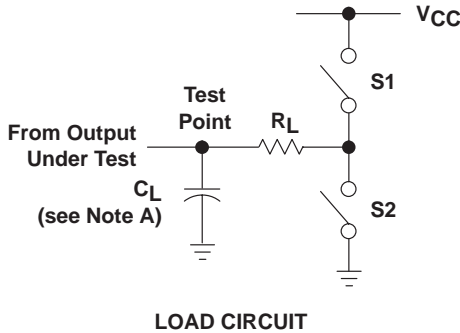 VCC
S1
Test
Point
RL
From Output
Under Test
CL
(see Note A)
S2
LOAD CIRCUIT